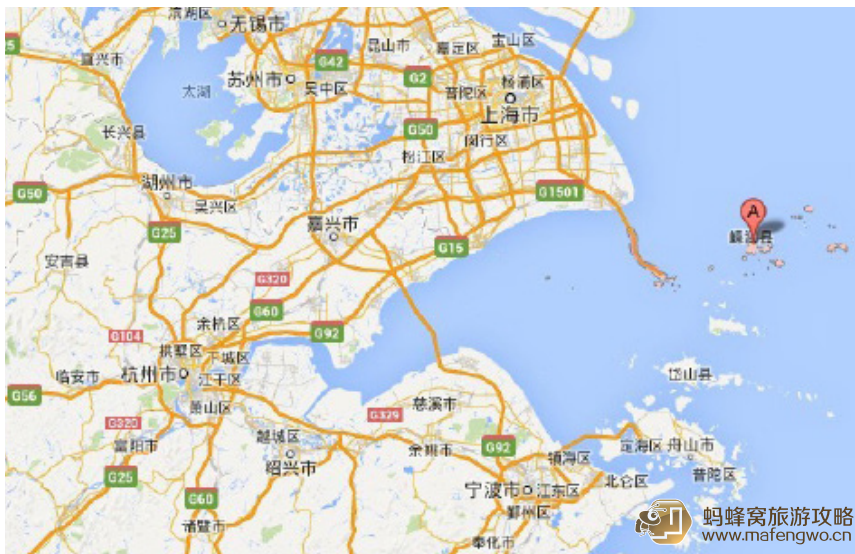 滨湖区
无锡市
宝山区
昆山市
嘉定区
G42
宜兴市
G2
苏州市
吴中区
杨浦区
太湖
普陀区
上海市
长兴县
G50
闵行区
松江区
湖州市
G50
G1501
吴兴区
A
嘉兴市
G25
嵊泗县
G15
安吉县
G320
G60
余杭区
G104
G92
拱墅区
下城区
临安市
杭州市
江干区
岱山县
G56
萧山区
慈溪市
G320
G329
越城区
富阳市
余姚市
G92
定海区
舟山市
镇海区
绍兴市
G25
普陀区
北仑区
宁波市
江东区
G60
鄞州区
诸暨市
奉化市
蚂蜂窝旅游攻略
www.mafengwo.cn